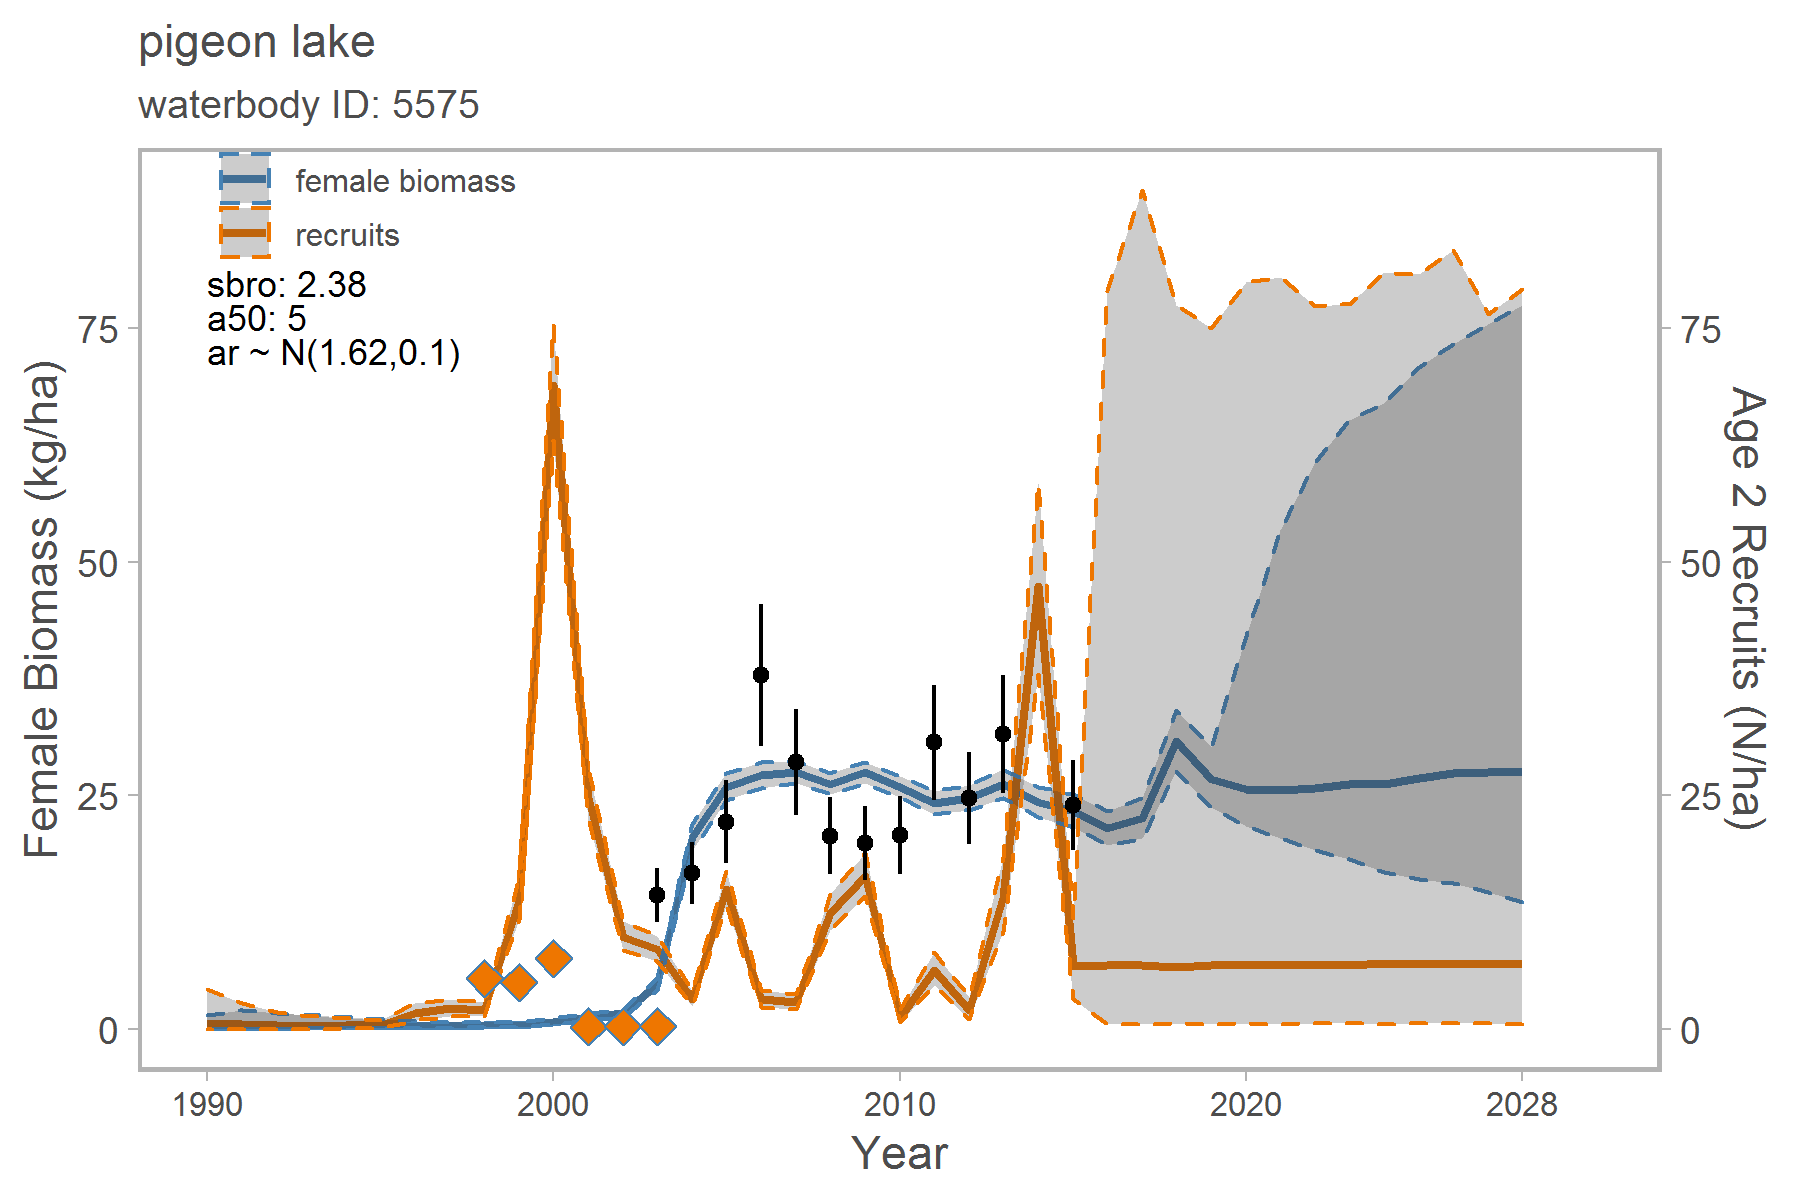 pigeon lake
waterbody ID: 5575
female biomass
recruits
sbro: 2.38
a50: 5
ar ~ N(1.62,0.1)
Female Biomass (kg/ha)
75
50
25
0
Age 2 Recruits (N/ha)
75
50
25
0
1990
2000
2010
2020
2028
Year